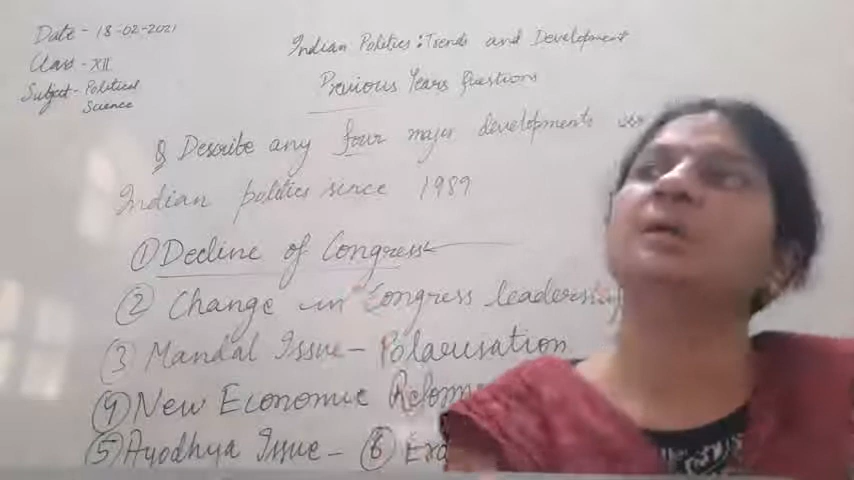 Date - 18-02-2021
Class - XII
Subject - Political Science
Indian Politics : Trends and Development
Previous Years Questions
Q Describe any four major developments
Indian politics since 1989
① Decline of Congress
② Change in Congress leadership
③ Mandal Issue - Polarisation
④ New Economic Reform
⑤ Ayodhya Issue - ⑥